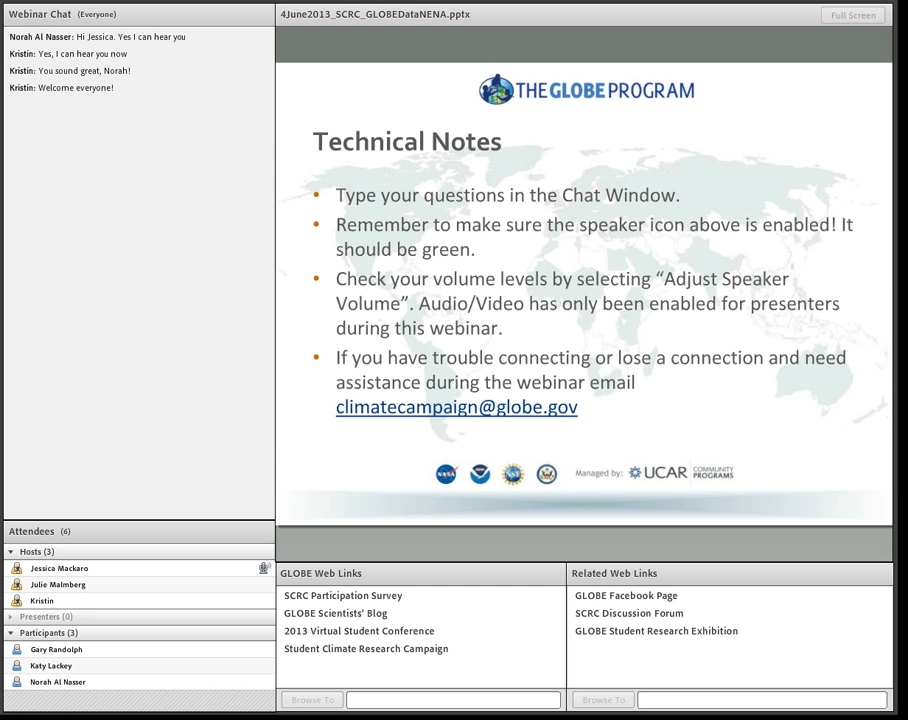 Webinar Chat (Everyone)
Norah Al Nasser: Hi Jessica. Yes I can hear you
Kristin: Yes, I can hear you now
Kristin: You sound great, Norah!
Kristin: Welcome everyone!
4June2013_SCRC_GLOBEDataNENA.pptx
Full Screen
THE GLOBE PROGRAM
Technical Notes
• Type your questions in the Chat Window.
• Remember to make sure the speaker icon above is enabled! It
should be green.
• Check your volume levels by selecting “Adjust Speaker
Volume”. Audio/Video has only been enabled for presenters
during this webinar.
• If you have trouble connecting or lose a connection and need
assistance during the webinar email
climatecampaign@globe.gov
NASA
NSF
Managed by: UCAR COMMUNITY
PROGRAMS
Attendees (6)
Hosts (3)
Jessica Mackaro
Julie Malmberg
Kristin
Presenters (0)
Participants (3)
Gary Randolph
Katy Lackey
Norah Al Nasser
GLOBE Web Links
SCRC Participation Survey
GLOBE Scientists' Blog
2013 Virtual Student Conference
Student Climate Research Campaign
Browse To
Related Web Links
GLOBE Facebook Page
SCRC Discussion Forum
GLOBE Student Research Exhibition
Browse To